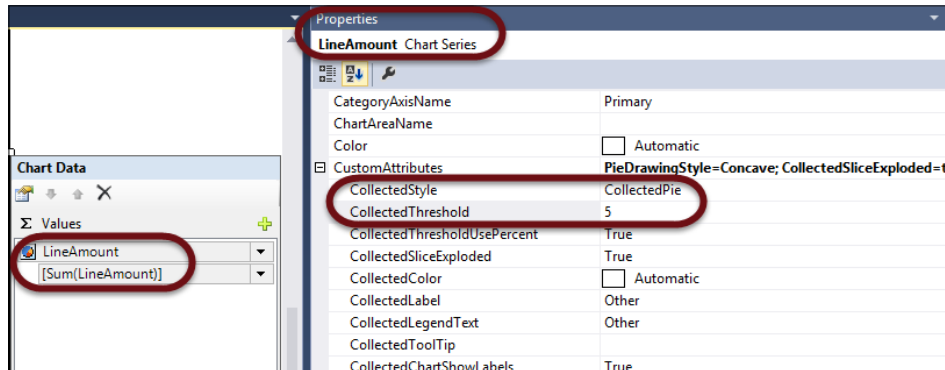 Properties
LineAmount Chart Series
CategoryAxisName Primary
ChartAreaName
Color Automatic
CustomAttributes PieDrawingStyle=Concave; CollectedSliceExploded=t
CollectedStyle CollectedPie
CollectedThreshold 5
CollectedThresholdUsePercent True
CollectedSliceExploded True
CollectedColor Automatic
CollectedLabel Other
CollectedLegendText Other
CollectedToolTip
CollectedChartShowLabels True
Chart Data
Σ Values
LineAmount
[Sum(LineAmount)]